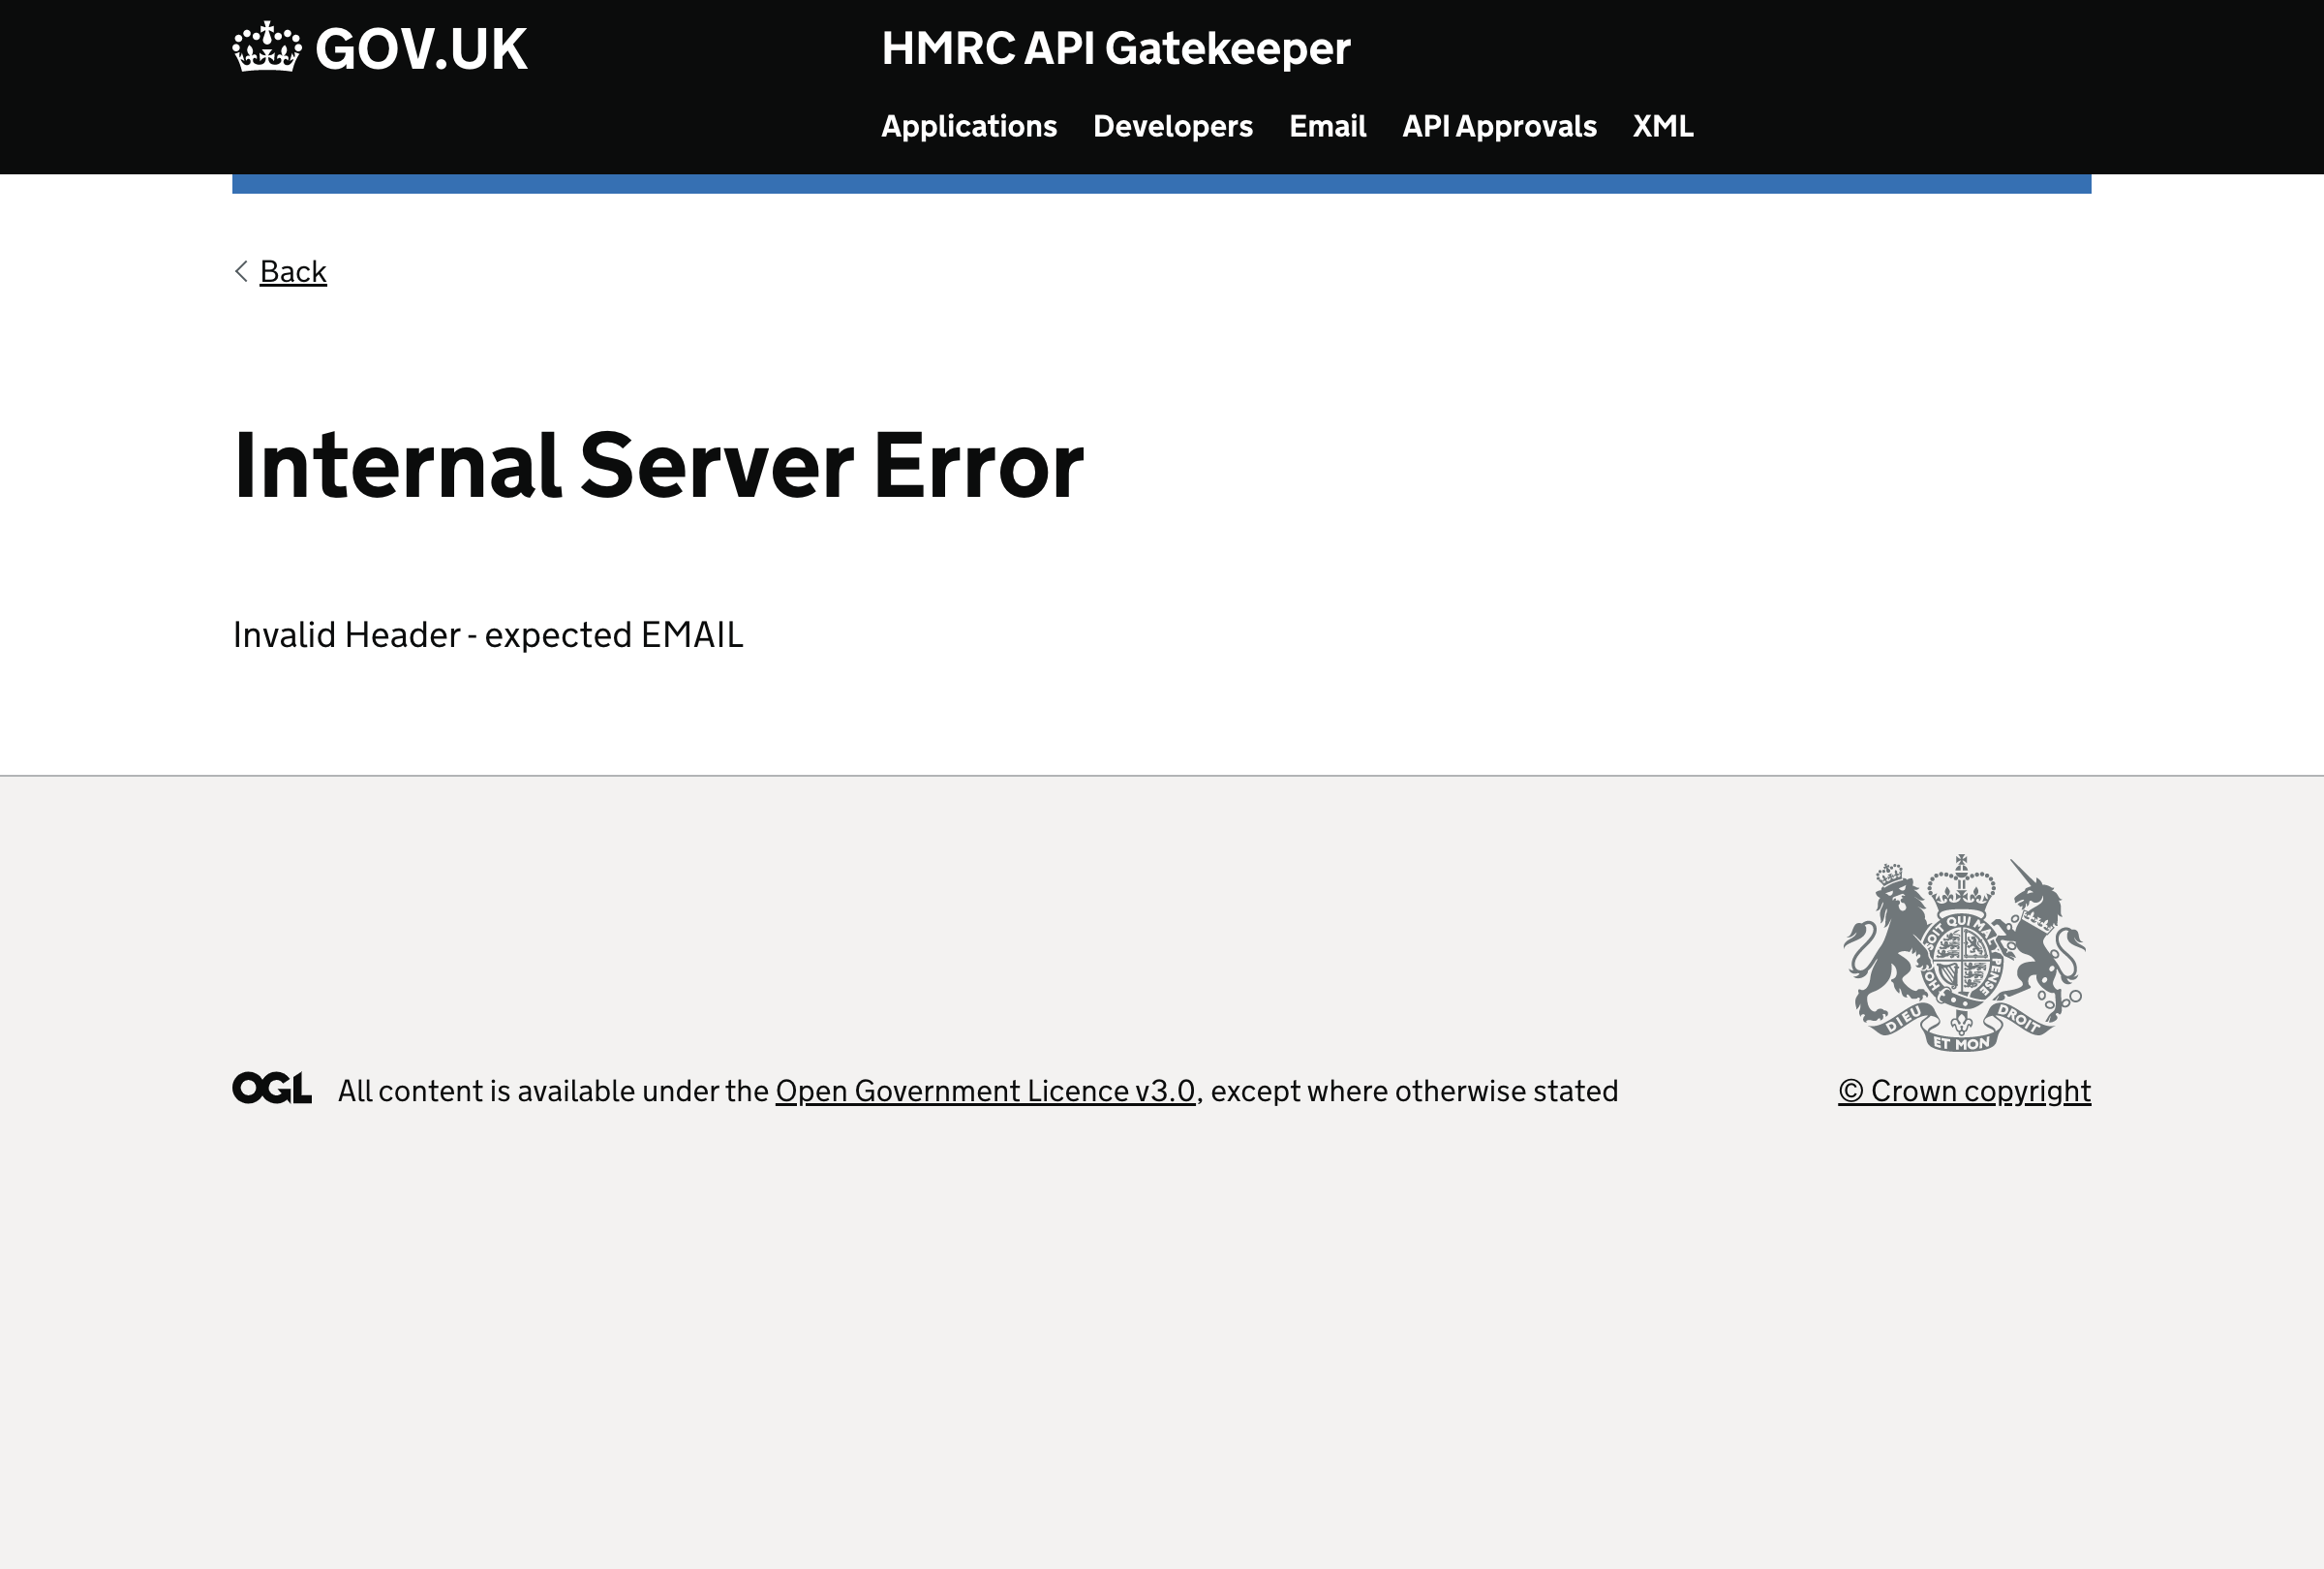 GOV.UK
HMRC API Gatekeeper
Applications Developers Email API Approvals XML
Back
Internal Server Error
Invalid Header - expected EMAIL
HONI SOIT QUI MAL Y PENSE
DIEU ET MON DROIT
OGL All content is available under the Open Government Licence v3.0, except where otherwise stated
© Crown copyright